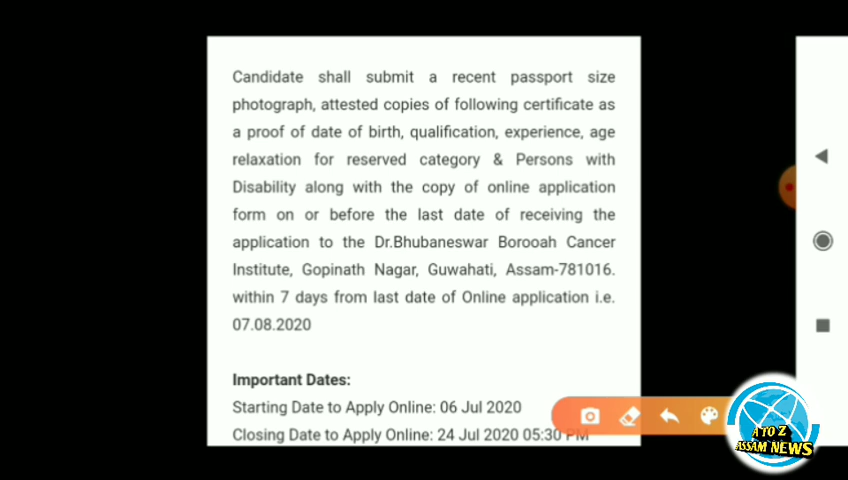 Candidate shall submit a recent passport size
photograph, attested copies of following certificate as
a proof of date of birth, qualification, experience, age
relaxation for reserved category & Persons with
Disability along with the copy of online application
form on or before the last date of receiving the
application to the Dr.Bhubaneswar Borooah Cancer
Institute, Gopinath Nagar, Guwahati, Assam-781016.
within 7 days from last date of Online application i.e.
07.08.2020
Important Dates:
Starting Date to Apply Online: 06 Jul 2020
Closing Date to Apply Online: 24 Jul 2020 05:30 PM
A TO Z
ASSAM NEWS